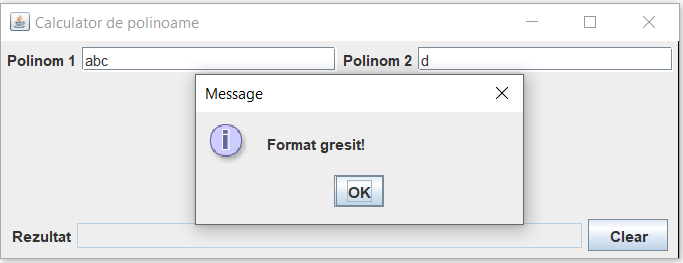 Calculator de polinoame
Polinom 1 abc Polinom 2 d
Message
Format gresit!
OK
Rezultat Clear